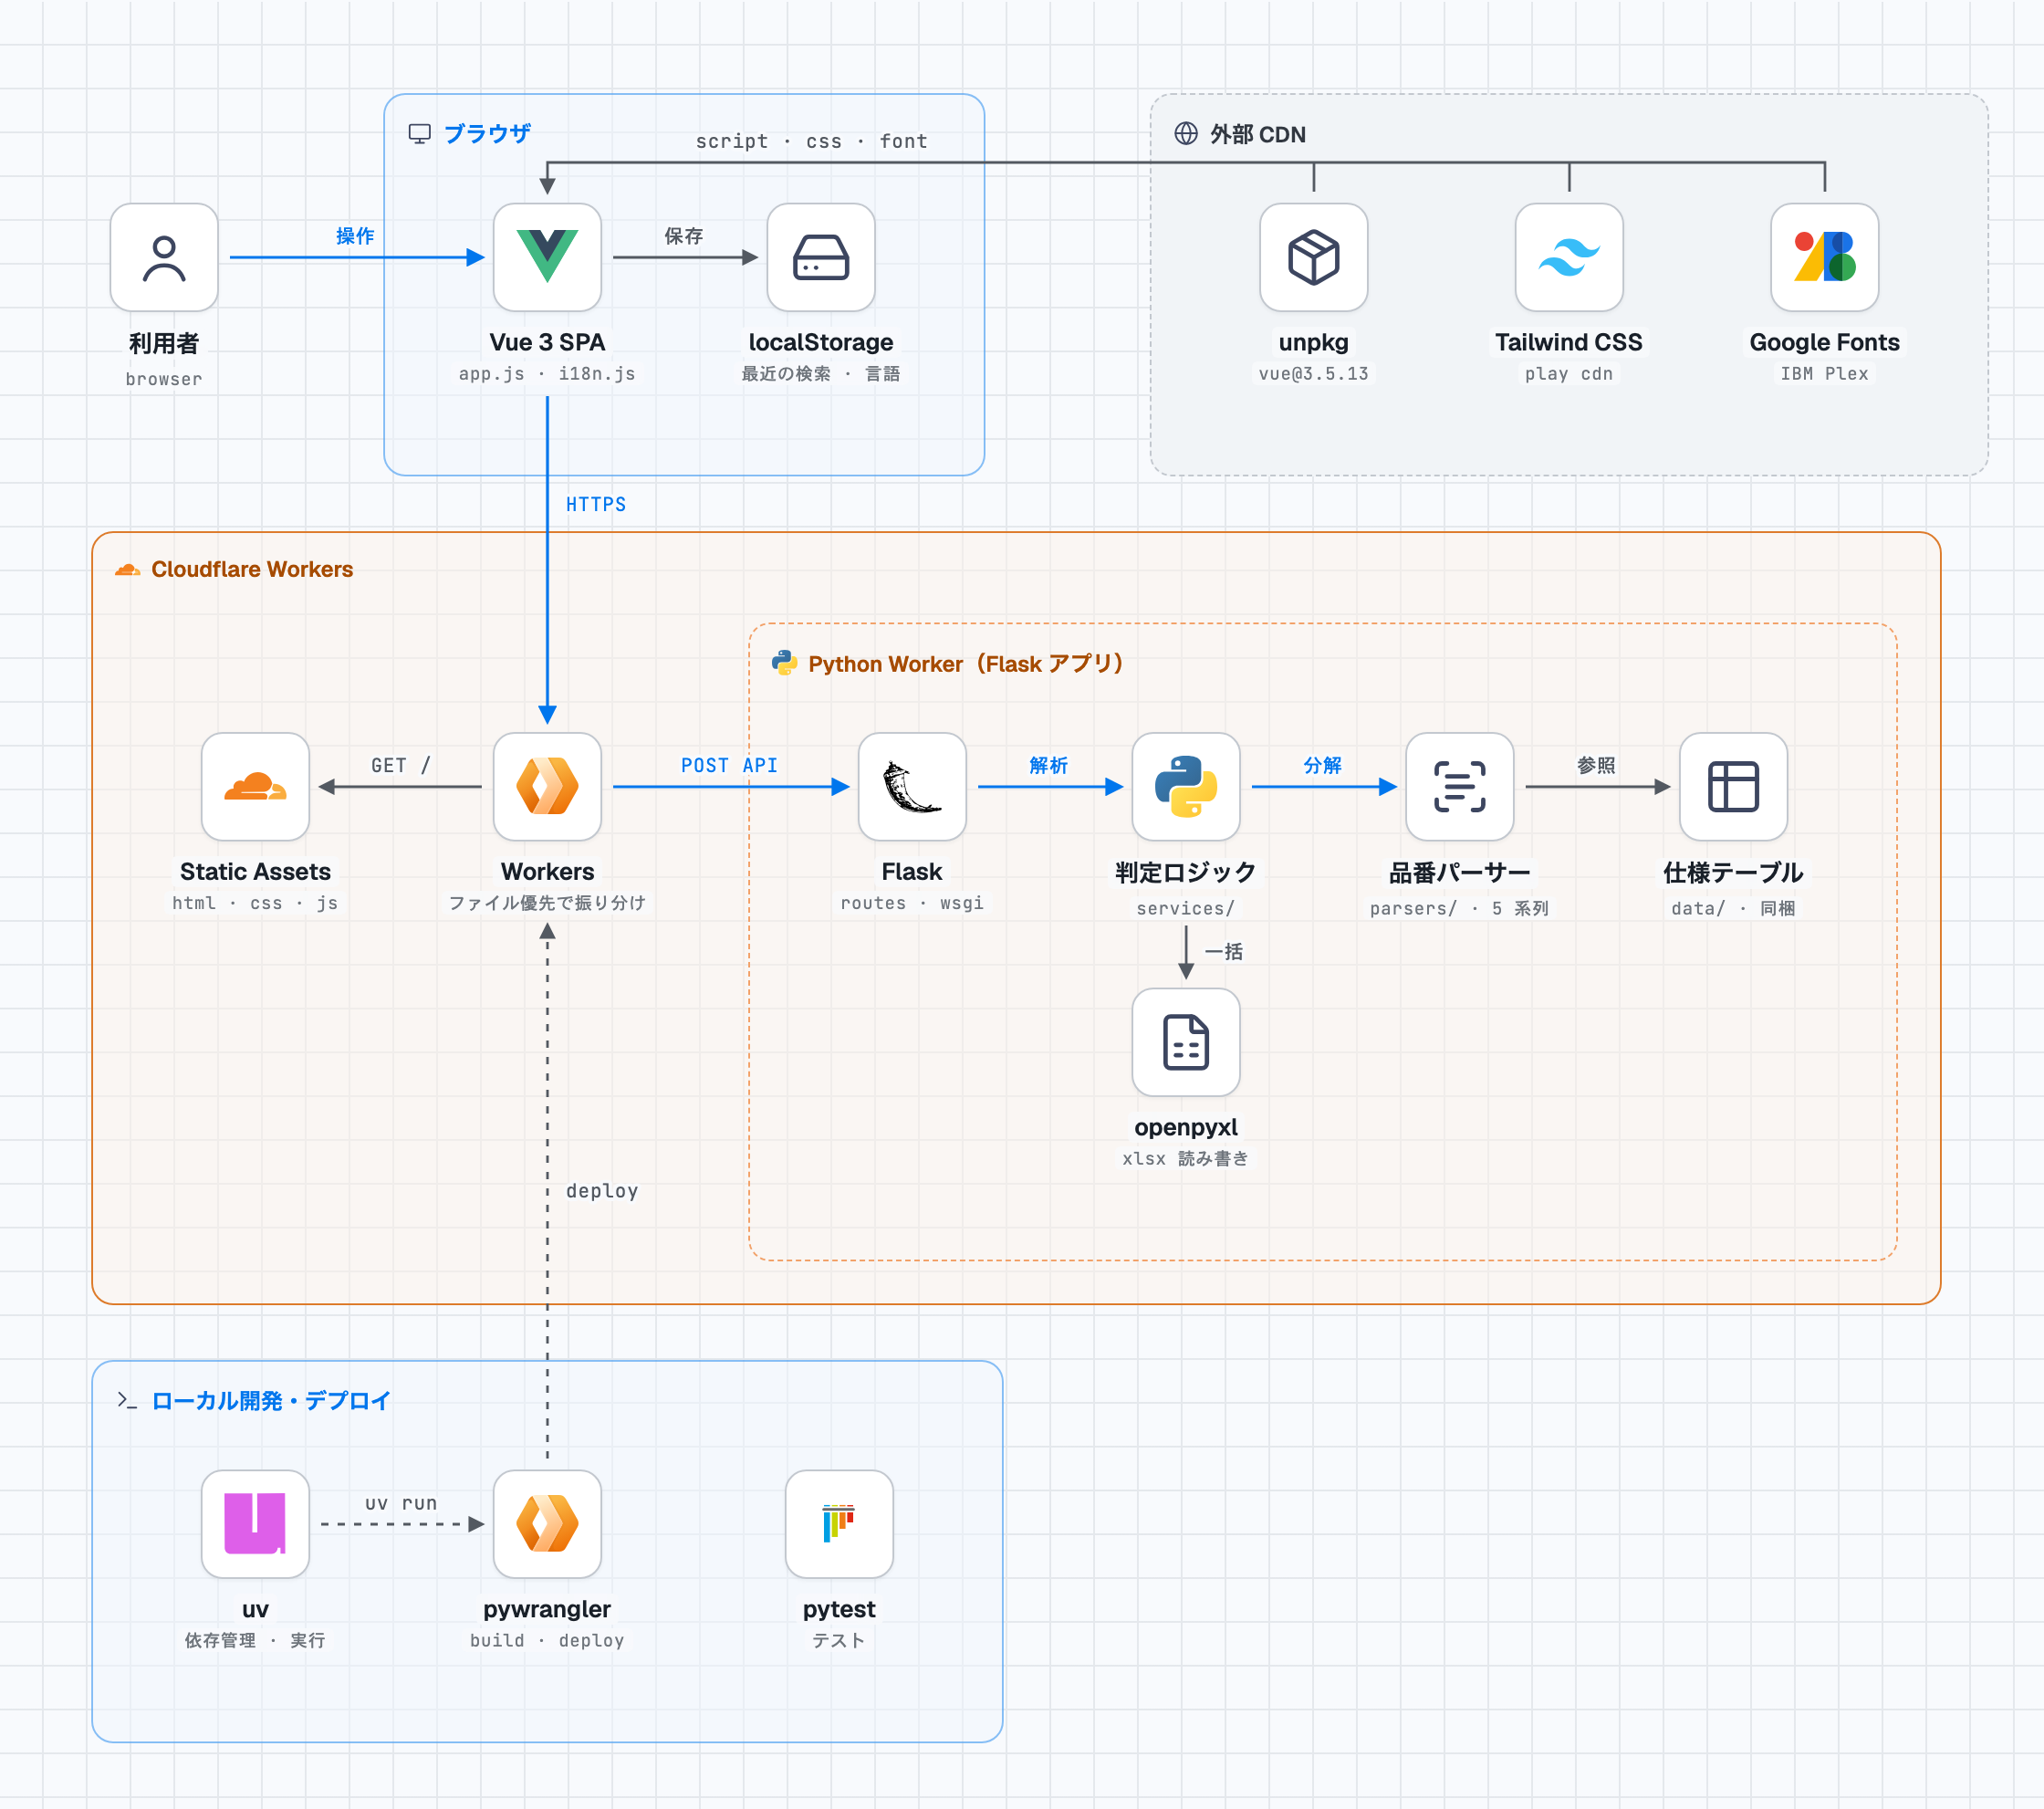 ブラウザ
script · css · font
外部 CDN
操作
保存
利用者
browser
Vue 3 SPA
app.js · i18n.js
localStorage
最近の検索 · 言語
unpkg
vue@3.5.13
Tailwind CSS
play cdn
Google Fonts
IBM Plex
HTTPS
Cloudflare Workers
Python Worker（Flask アプリ）
GET /
POST API
解析
分解
参照
Static Assets
html · css · js
Workers
ファイル優先で振り分け
Flask
routes · wsgi
判定ロジック
services/
品番パーサー
parsers/ · 5 系列
仕様テーブル
data/ · 同梱
一括
openpyxl
xlsx 読み書き
deploy
ローカル開発・デプロイ
uv run
uv
依存管理 · 実行
pywrangler
build · deploy
pytest
テスト